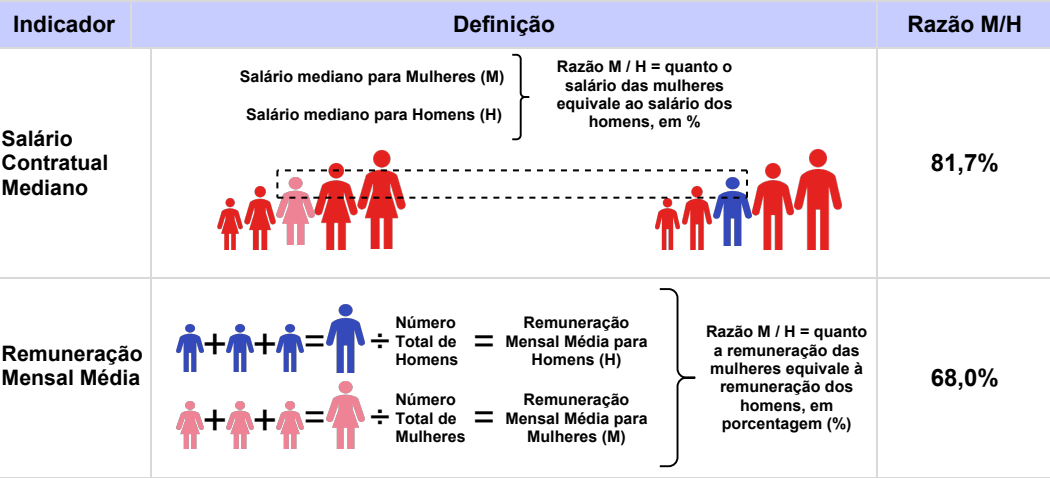 Indicador
Definição
Razão M/H
Salário
Contratual
Mediano
Salário mediano para Mulheres (M)
Salário mediano para Homens (H)
Razão M / H = quanto o
salário das mulheres
equivale ao salário dos
homens, em %
81,7%
Remuneração
Mensal Média
+
+
=
÷
Número
Total de
Homens
=
Remuneração
Mensal Média para
Homens (H)
+
+
=
÷
Número
Total de
Mulheres
=
Remuneração
Mensal Média para
Mulheres (M)
Razão M / H = quanto
a remuneração das
mulheres equivale à
remuneração dos
homens, em
porcentagem (%)
68,0%